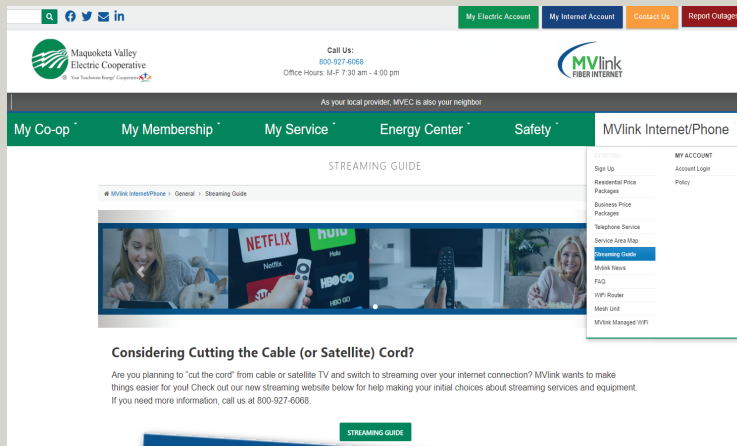 My Electric Account
My Internet Account
Contact Us
Report Outages
Maquoketa Valley
Electric Cooperative
Your Touchstone Energy® Cooperative
Call Us:
800-927-6068
Office Hours: M-F 7:30 am - 4:00 pm
MVlink
FIBER INTERNET
As your local provider, MVEC is also your neighbor
My Co-op
My Membership
My Service
Energy Center
Safety
MVlink Internet/Phone
STREAMING GUIDE
MVlink Internet/Phone > General > Streaming Guide
MY ACCOUNT
Sign Up
Account Login
Residential Price
Packages
Policy
Business Price
Packages
Telephone Service
Service Area Map
Streaming Guide
MVlink News
FAQ
WiFi Router
Mesh Unit
MVlink Managed WiFi
NETFLIX
hulu
Netflix
Hulu
HBO GO
HBO GO
Considering Cutting the Cable (or Satellite) Cord?
Are you planning to "cut the cord" from cable or satellite TV and switch to streaming over your internet connection? MVlink wants to make
things easier for you! Check out our new streaming website below for help making your initial choices about streaming services and equipment.
If you need more information, call us at 800-927-6068.
STREAMING GUIDE